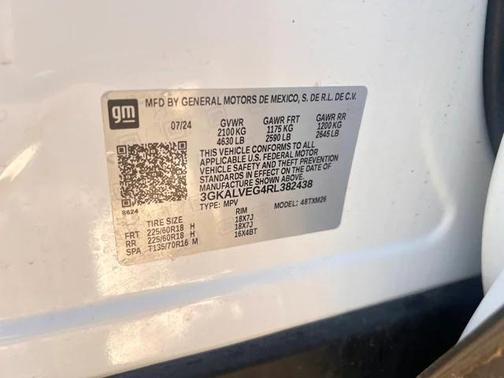 gm MFD BY GENERAL MOTORS DE MEXICO, S. DE R.L. DE C.V.
07/24 GVWR GAWR FRT GAWR RR
2100 KG 1175 KG 1200 KG
4630 LB 2590 LB 2645 LB
THIS VEHICLE CONFORMS TO ALL
APPLICABLE U.S. FEDERAL MOTOR
VEHICLE SAFETY AND THEFT PREVENTION
STANDARDS IN EFFECT ON THE DATE OF
MANUFACTURE SHOWN ABOVE.
3GKALVEG4RL382438
TYPE: MPV MODEL: 48TXM26
8624
TIRE SIZE RIM
FRT 225/60R18 H 18X7J
RR 225/60R18 H 18X7J
SPA T135/70R16 M 16X4BT